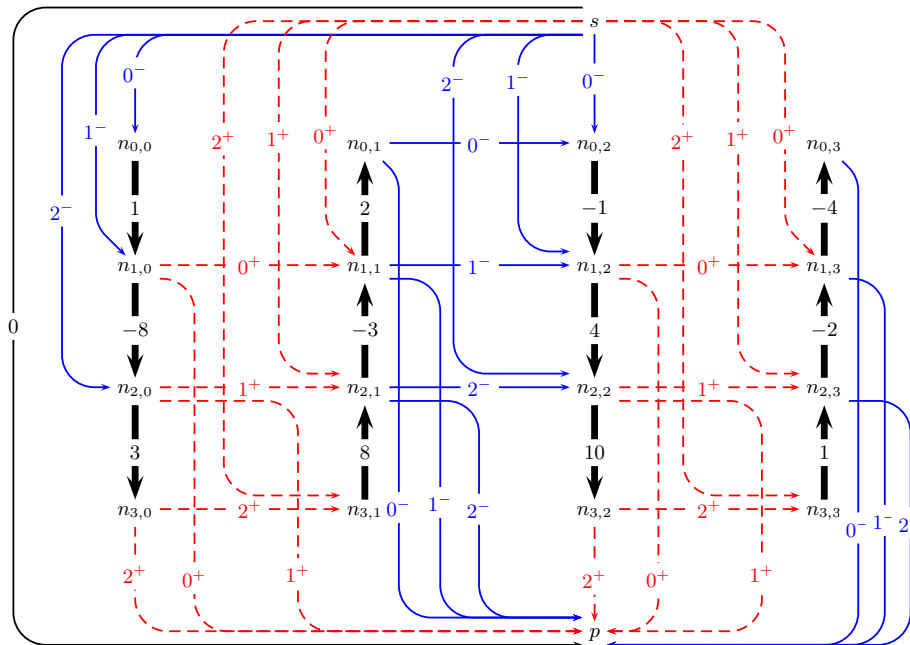 s
0⁻ 2⁻ 1⁻ 0⁻
1⁻ 2⁺ 1⁺ 0⁺ 2⁺ 1⁺ 0⁺
n₀,₀ n₀,₁ 0⁻ n₀,₂ n₀,₃
2⁻ 1 2 −1 −4
n₁,₀ 0⁺ n₁,₁ 1⁻ n₁,₂ 0⁺ n₁,₃
0 −8 −3 4 −2
n₂,₀ 1⁺ n₂,₁ 2⁻ n₂,₂ 1⁺ n₂,₃
3 8 10 1
n₃,₀ 2⁺ n₃,₁ 0⁻ 1⁻ 2⁻ n₃,₂ 2⁺ n₃,₃
0⁻ 1⁻ 2
2⁺ 0⁺ 1⁺ 2⁺ 0⁺ 1⁺
p